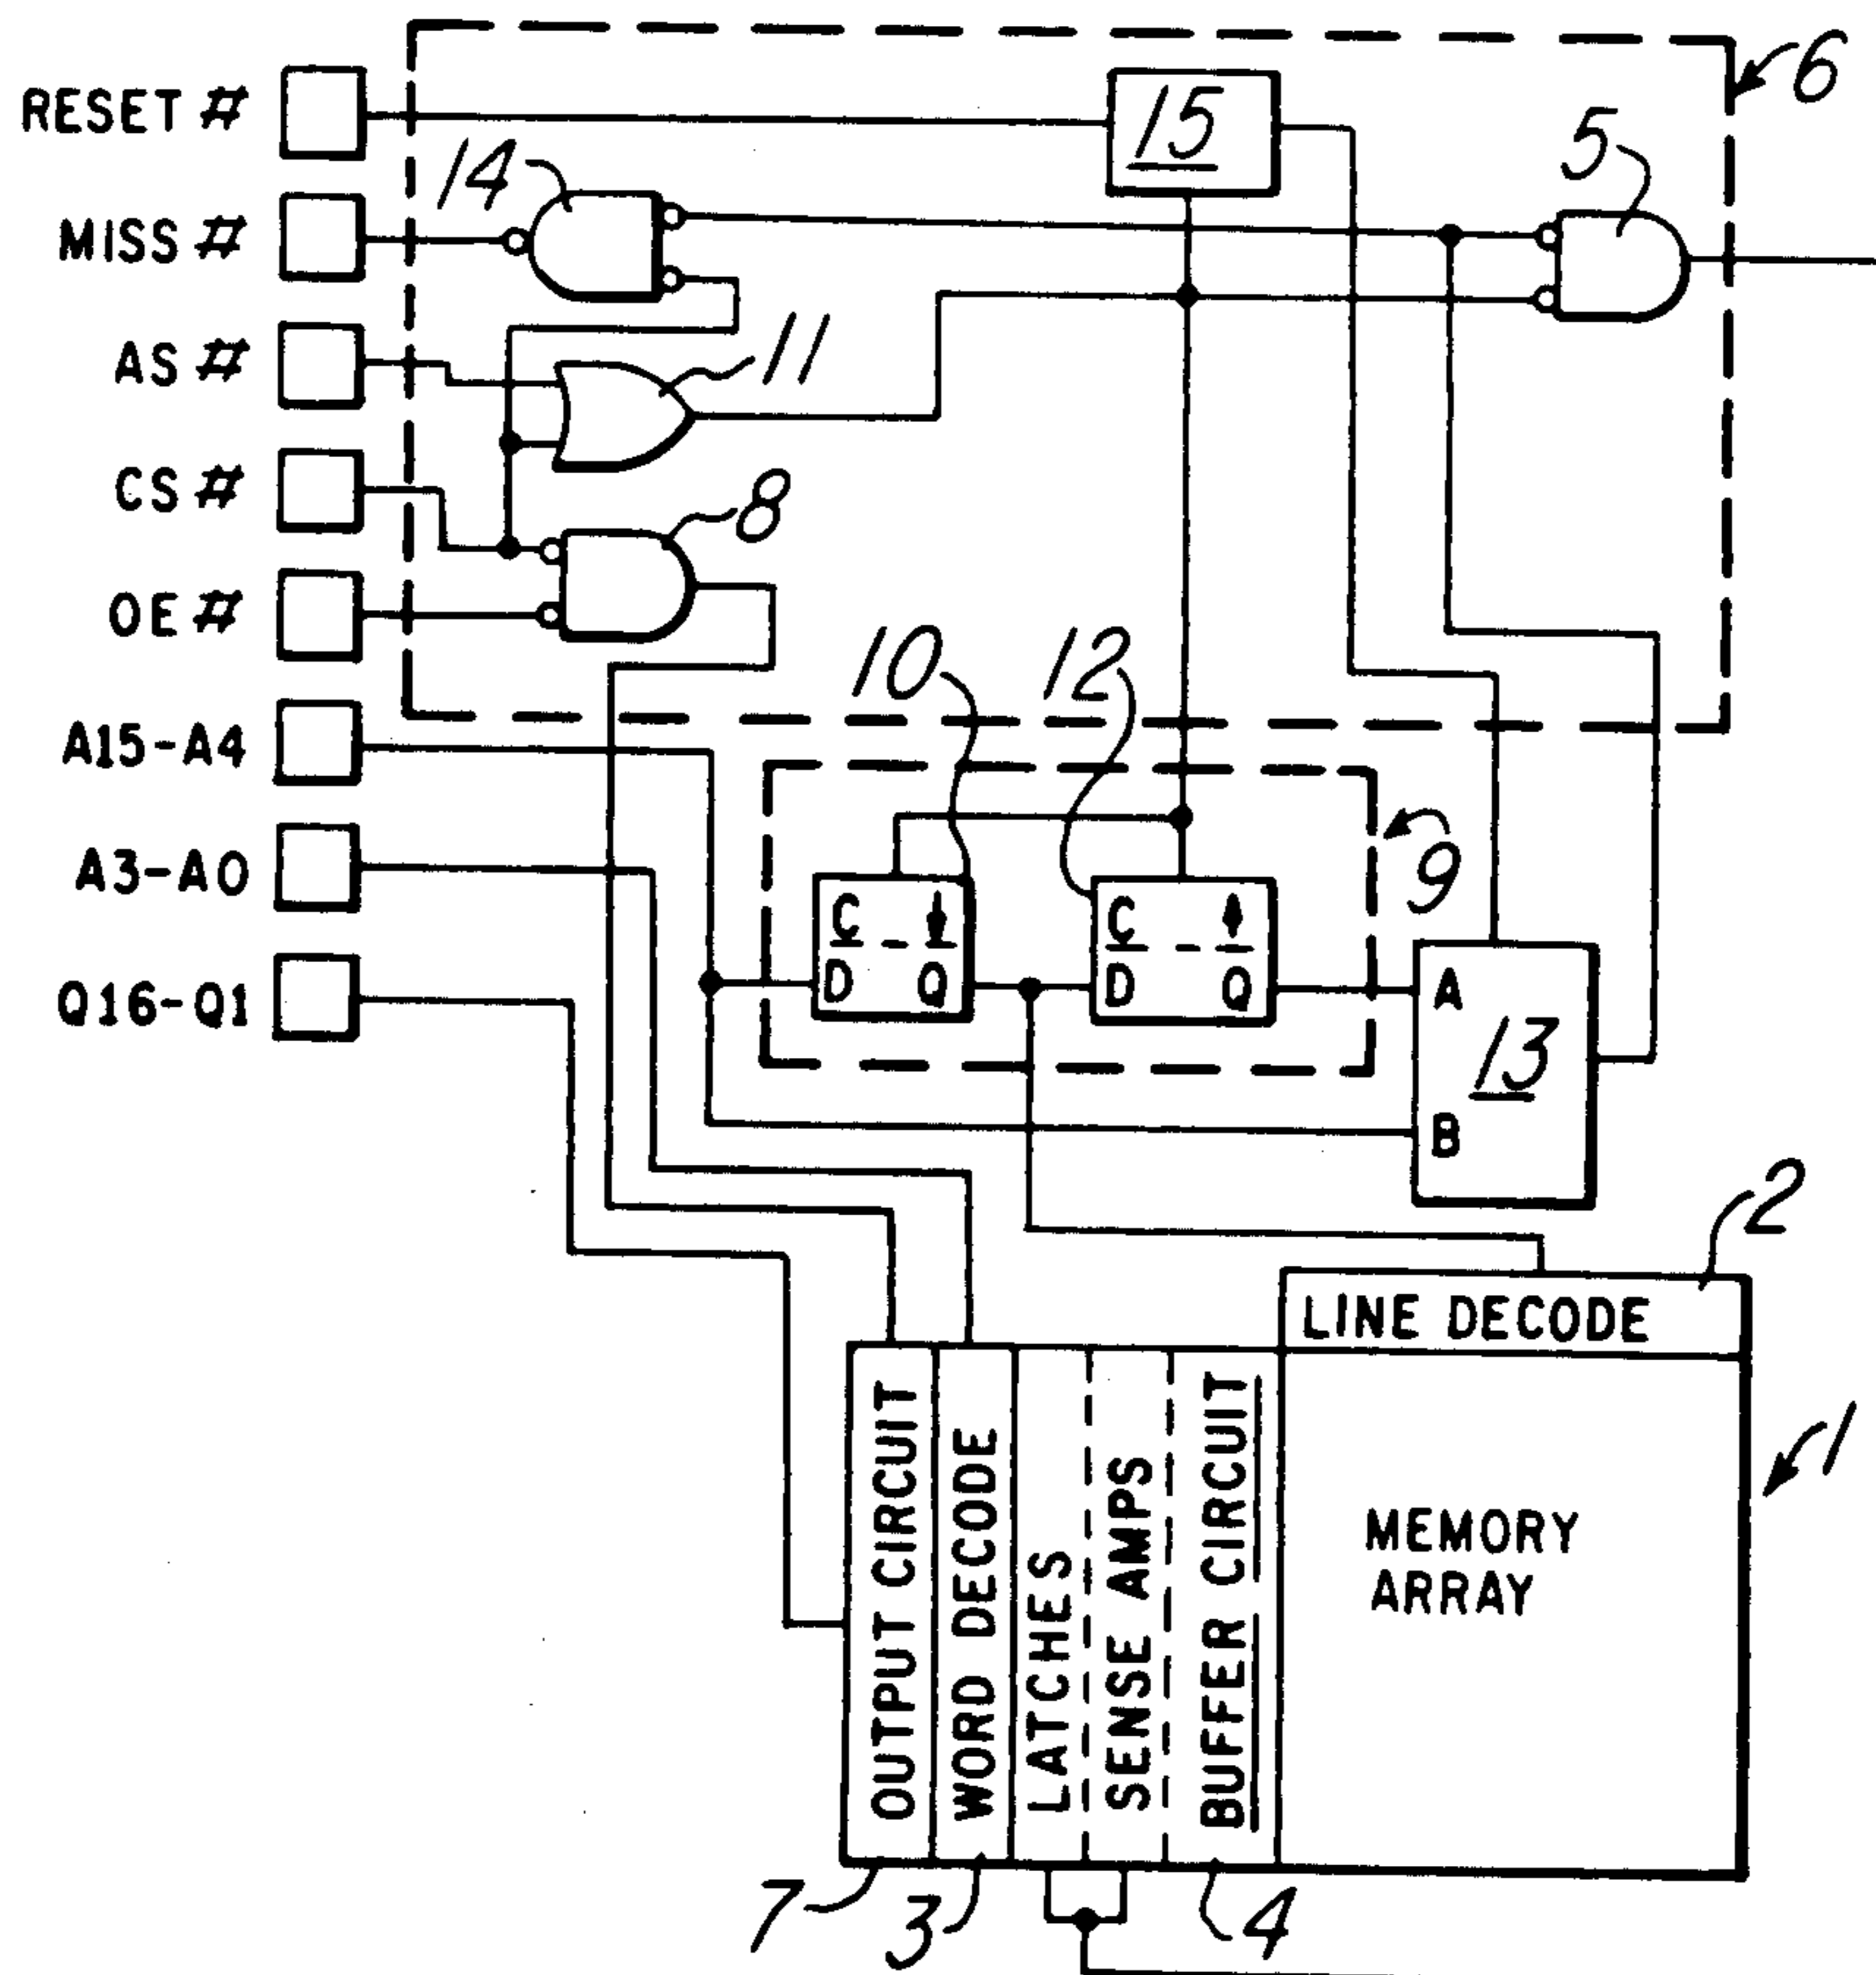 6
RESET #
15
5
14
MISS #
AS #
11
CS #
8
OE #
10
12
A15-A4
9
A3-A0
C
D Q
C
D Q
Q16-Q1
A
13
B
2
LINE DECODE
1
OUTPUT CIRCUIT
WORD DECODE
LATCHES
SENSE AMPS
BUFFER CIRCUIT
MEMORY
ARRAY
7
3
4